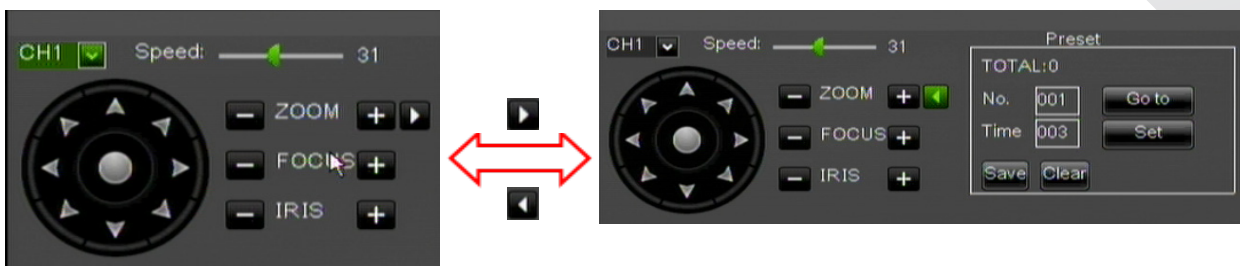 CH1 Speed: 31
ZOOM
FOCUS
IRIS
CH1 Speed: 31
ZOOM
FOCUS
IRIS
Preset
TOTAL:0
No. 001 Go to
Time 003 Set
Save Clear